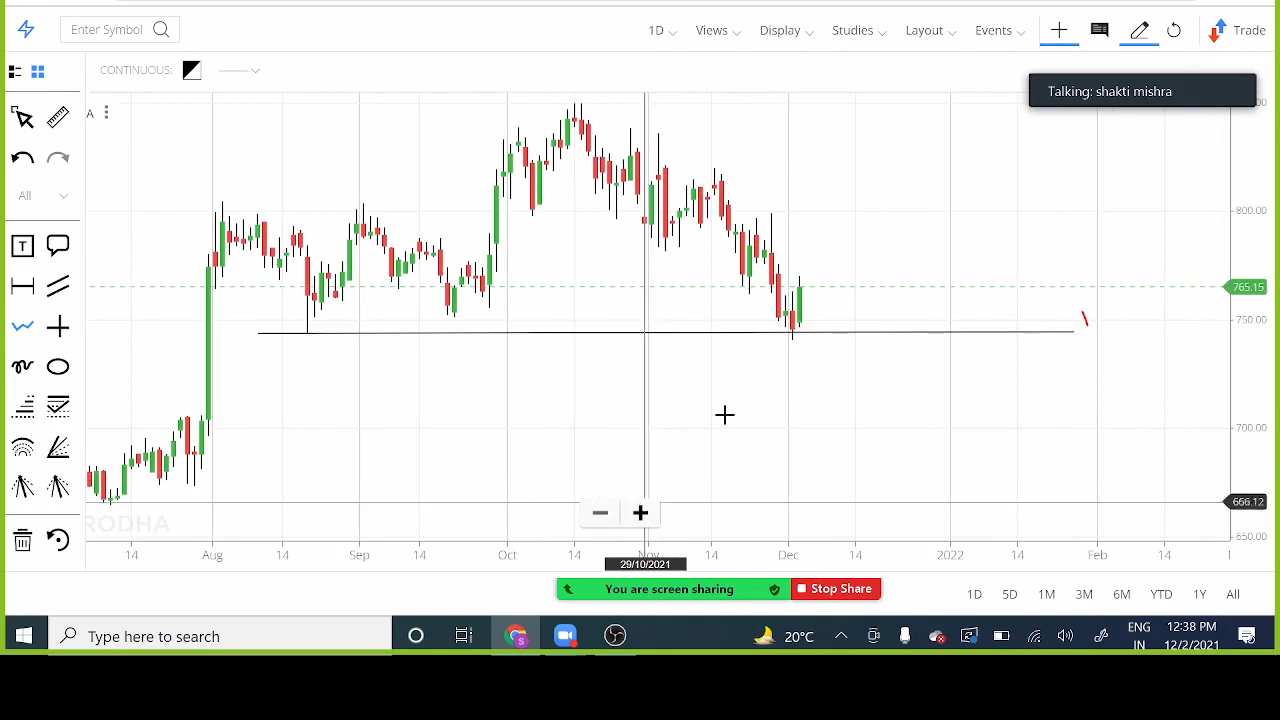 Enter Symbol
1D Views Display Studies Layout Events Trade
CONTINUOUS:
Talking: shakti mishra
A
All
800.00
765.15
750.00
700.00
666.12
650.00
RODHA
14 Aug 14 Sep 14 Oct 14 Nov 14 Dec 14 2022 14 Feb 14 1
29/10/2021
You are screen sharing Stop Share
1D 5D 1M 3M 6M YTD 1Y All
Type here to search
20°C
ENG 12:38 PM
IN 12/2/2021